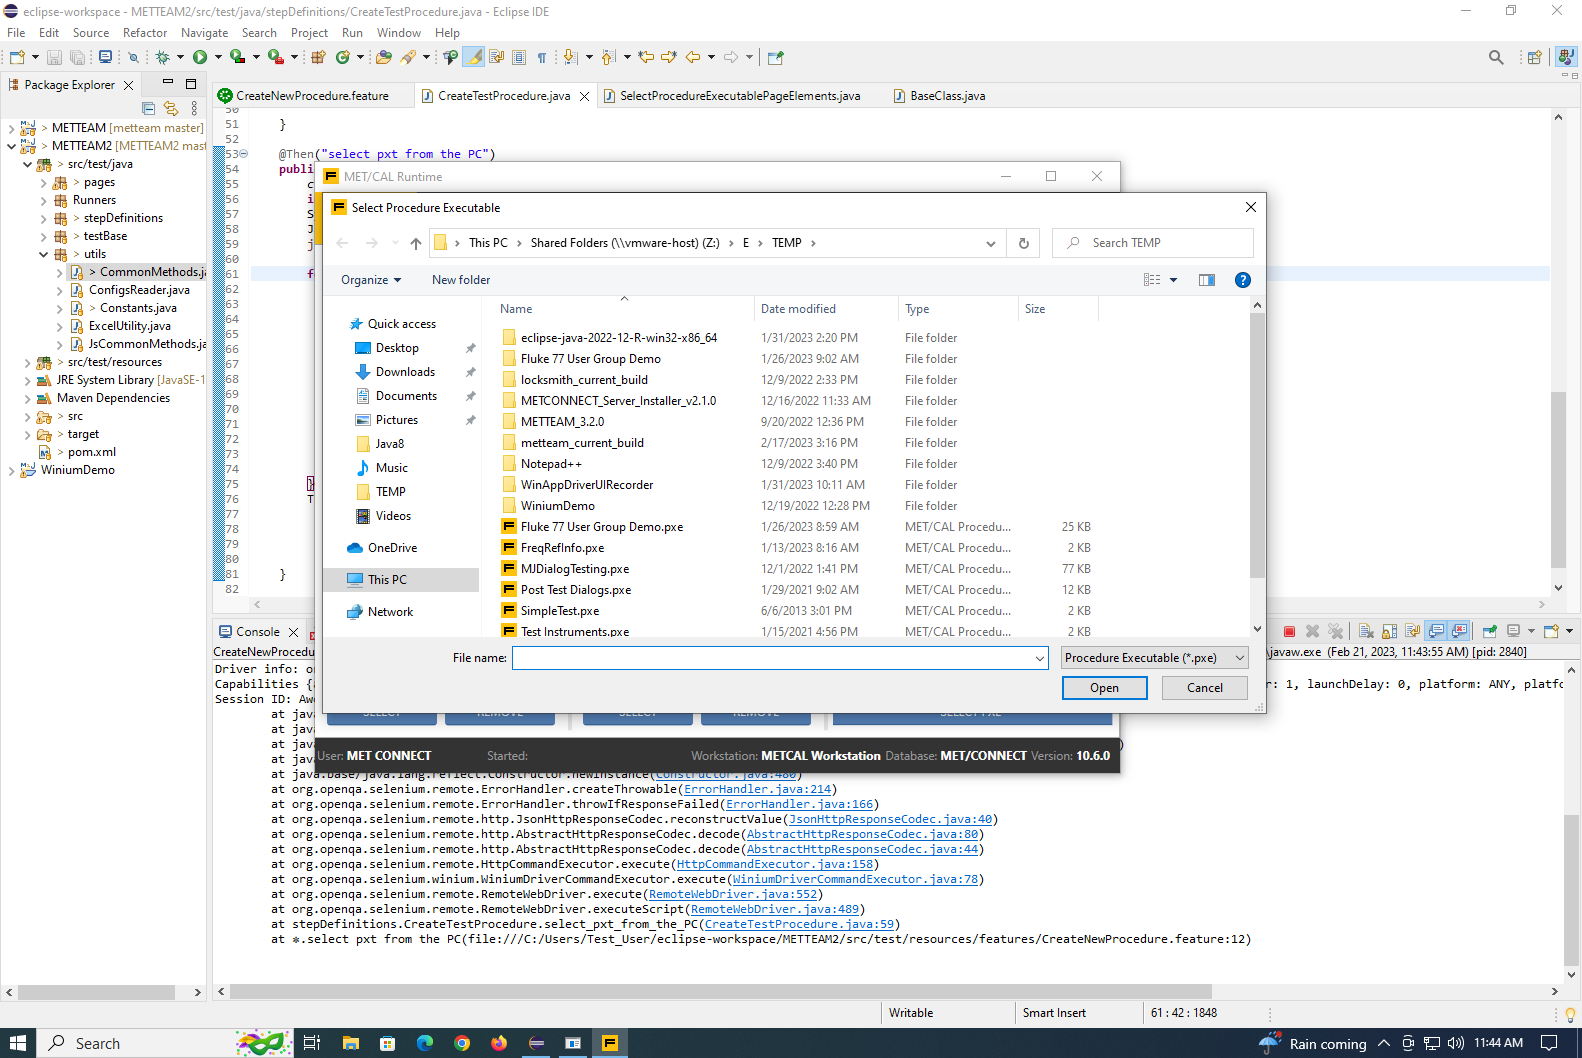 eclipse-workspace - METTEAM2/src/test/java/stepDefinitions/CreateTestProcedure.java - Eclipse IDE
File Edit Source Refactor Navigate Search Project Run Window Help
Package Explorer
CreateNewProcedure.feature
CreateTestProcedure.java
SelectProcedureExecutablePageElements.java
BaseClass.java
> METTEAM [metteam master]
> METTEAM2 [METTEAM2 mast
> src/test/java
> pages
Runners
> stepDefinitions
> testBase
> utils
> CommonMethods.ja
ConfigsReader.java
> Constants.java
ExcelUtility.java
JsCommonMethods.ja
> src/test/resources
JRE System Library [JavaSE-1
Maven Dependencies
> src
> target
> pom.xml
WiniumDemo
50
51 }
52
53 @Then("select pxt from the PC")
54 publi
55 c
56 i
57 S
58 J
59 j
60
61 f
62
63
64
65
66
67
68
69
70
71
72
73
74
75 }
76 T
77
78
79
80
81 }
82
MET/CAL Runtime
Select Procedure Executable
This PC > Shared Folders (\\vmware-host) (Z:) > E > TEMP >
Search TEMP
Organize
New folder
Quick access
Desktop
Downloads
Documents
Pictures
Java8
Music
TEMP
Videos
OneDrive
This PC
Network
Name Date modified Type Size
eclipse-java-2022-12-R-win32-x86_64 1/31/2023 2:20 PM File folder
Fluke 77 User Group Demo 1/26/2023 9:02 AM File folder
locksmith_current_build 12/9/2022 2:33 PM File folder
METCONNECT_Server_Installer_v2.1.0 12/16/2022 11:33 AM File folder
METTEAM_3.2.0 9/20/2022 12:36 PM File folder
metteam_current_build 2/17/2023 3:16 PM File folder
Notepad++ 12/9/2022 3:40 PM File folder
WinAppDriverUIRecorder 1/31/2023 10:11 AM File folder
WiniumDemo 12/19/2022 12:28 PM File folder
Fluke 77 User Group Demo.pxe 1/26/2023 8:59 AM MET/CAL Procedu... 25 KB
FreqRefInfo.pxe 1/13/2023 8:16 AM MET/CAL Procedu... 2 KB
MJDialogTesting.pxe 12/1/2022 1:41 PM MET/CAL Procedu... 77 KB
Post Test Dialogs.pxe 1/29/2021 9:02 AM MET/CAL Procedu... 12 KB
SimpleTest.pxe 6/6/2013 3:01 PM MET/CAL Procedu... 2 KB
Test Instruments.pxe 1/15/2021 4:56 PM MET/CAL Procedu... 2 KB
File name:
Procedure Executable (*.pxe)
Open
Cancel
SELECT REMOVE SELECT REMOVE SELECT PXE
User: MET CONNECT Started: Workstation: METCAL Workstation Database: MET/CONNECT Version: 10.6.0
Console
CreateNewProcedu
\javaw.exe (Feb 21, 2023, 11:43:55 AM) [pid: 2840]
Driver info: o
Capabilities {
r: 1, launchDelay: 0, platform: ANY, platfo
Session ID: Aw
at java
at java
at java
)
at java
at java.base/java.lang.reflect.Constructor.newInstance(Constructor.java:480)
at org.openqa.selenium.remote.ErrorHandler.createThrowable(ErrorHandler.java:214)
at org.openqa.selenium.remote.ErrorHandler.throwIfResponseFailed(ErrorHandler.java:166)
at org.openqa.selenium.remote.http.JsonHttpResponseCodec.reconstructValue(JsonHttpResponseCodec.java:40)
at org.openqa.selenium.remote.http.AbstractHttpResponseCodec.decode(AbstractHttpResponseCodec.java:80)
at org.openqa.selenium.remote.http.AbstractHttpResponseCodec.decode(AbstractHttpResponseCodec.java:44)
at org.openqa.selenium.remote.HttpCommandExecutor.execute(HttpCommandExecutor.java:158)
at org.openqa.selenium.winium.WiniumDriverCommandExecutor.execute(WiniumDriverCommandExecutor.java:78)
at org.openqa.selenium.remote.RemoteWebDriver.execute(RemoteWebDriver.java:552)
at org.openqa.selenium.remote.RemoteWebDriver.executeScript(RemoteWebDriver.java:489)
at stepDefinitions.CreateTestProcedure.select_pxt_from_the_PC(CreateTestProcedure.java:59)
at *.select pxt from the PC(file:///C:/Users/Test_User/eclipse-workspace/METTEAM2/src/test/resources/features/CreateNewProcedure.feature:12)
Writable
Smart Insert
61 : 42 : 1848
Search
Rain coming
11:44 AM